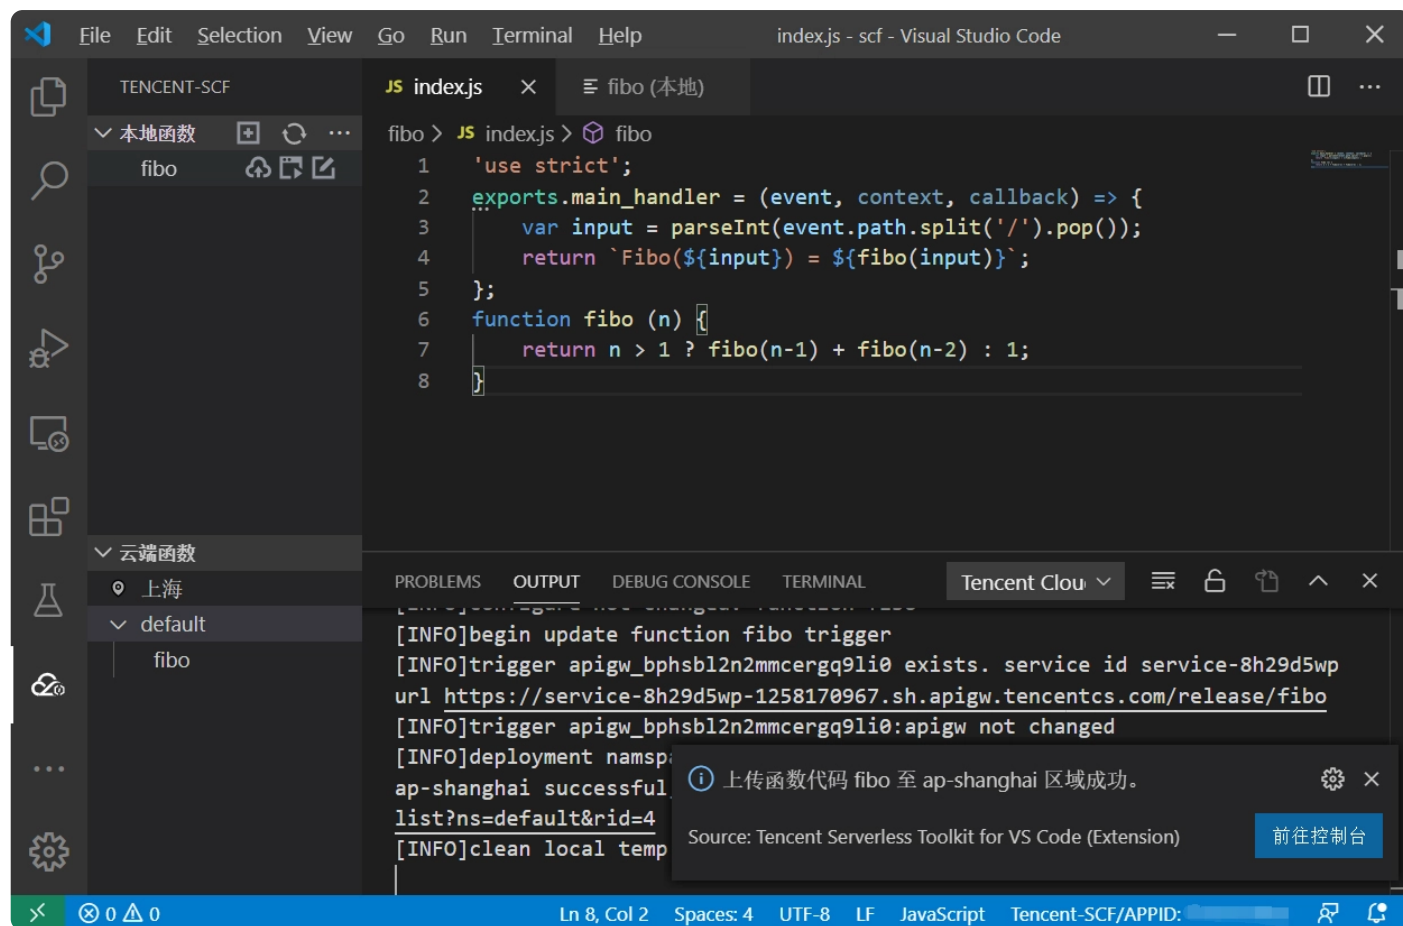 File Edit Selection View Go Run Terminal Help index.js - scf - Visual Studio Code
TENCENT-SCF
本地函数
fibo
云端函数
上海
default
fibo
JS index.js
fibo (本地)
fibo > JS index.js > fibo
1 'use strict';
2 exports.main_handler = (event, context, callback) => {
3 var input = parseInt(event.path.split('/').pop());
4 return `Fibo(${input}) = ${fibo(input)}`;
5 };
6 function fibo (n) {
7 return n > 1 ? fibo(n-1) + fibo(n-2) : 1;
8 }
PROBLEMS OUTPUT DEBUG CONSOLE TERMINAL Tencent Clou
[INFO]begin update function fibo trigger
[INFO]trigger apigw_bphsbl2n2mmcergq9li0 exists. service id service-8h29d5wp
url https://service-8h29d5wp-1258170967.sh.apigw.tencentcs.com/release/fibo
[INFO]trigger apigw_bphsbl2n2mmcergq9li0:apigw not changed
[INFO]deployment namspa
ap-shanghai successful
list?ns=default&rid=4
[INFO]clean local temp
上传函数代码 fibo 至 ap-shanghai 区域成功。
Source: Tencent Serverless Toolkit for VS Code (Extension)
前往控制台
0 0 Ln 8, Col 2 Spaces: 4 UTF-8 LF JavaScript Tencent-SCF/APPID: